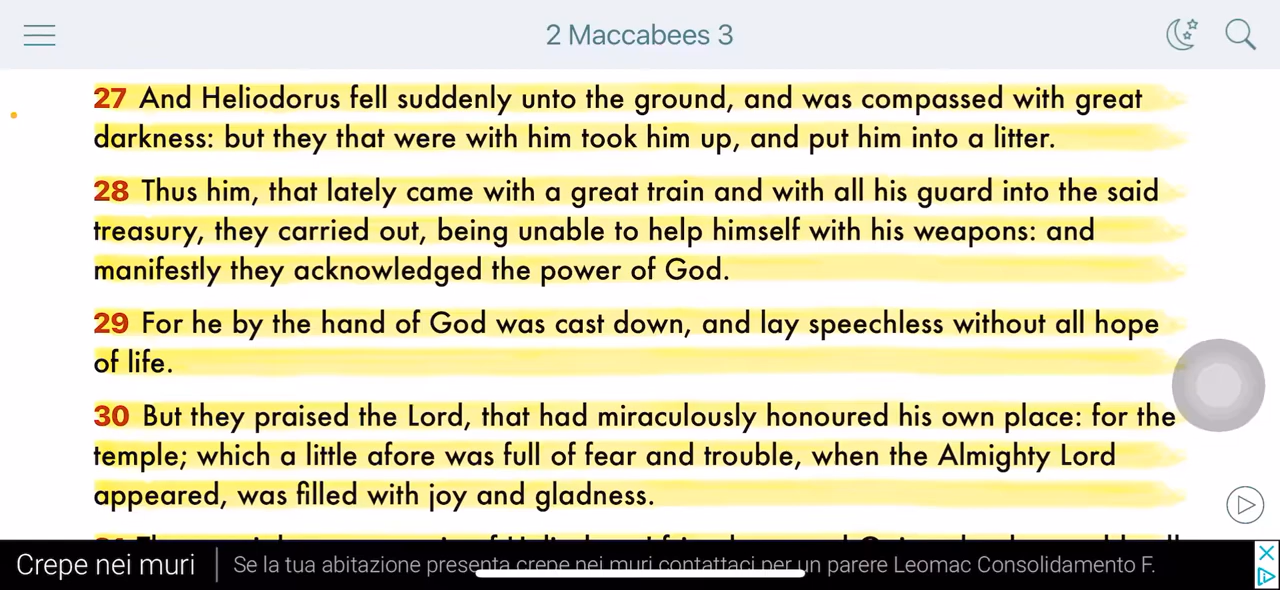 2 Maccabees 3
27 And Heliodorus fell suddenly unto the ground, and was compassed with great
darkness: but they that were with him took him up, and put him into a litter.
28 Thus him, that lately came with a great train and with all his guard into the said
treasury, they carried out, being unable to help himself with his weapons: and
manifestly they acknowledged the power of God.
29 For he by the hand of God was cast down, and lay speechless without all hope
of life.
30 But they praised the Lord, that had miraculously honoured his own place: for the
temple; which a little afore was full of fear and trouble, when the Almighty Lord
appeared, was filled with joy and gladness.
Crepe nei muri
Se la tua abitazione presenta crepe nei muri contattaci per un parere Leomac Consolidamento F.